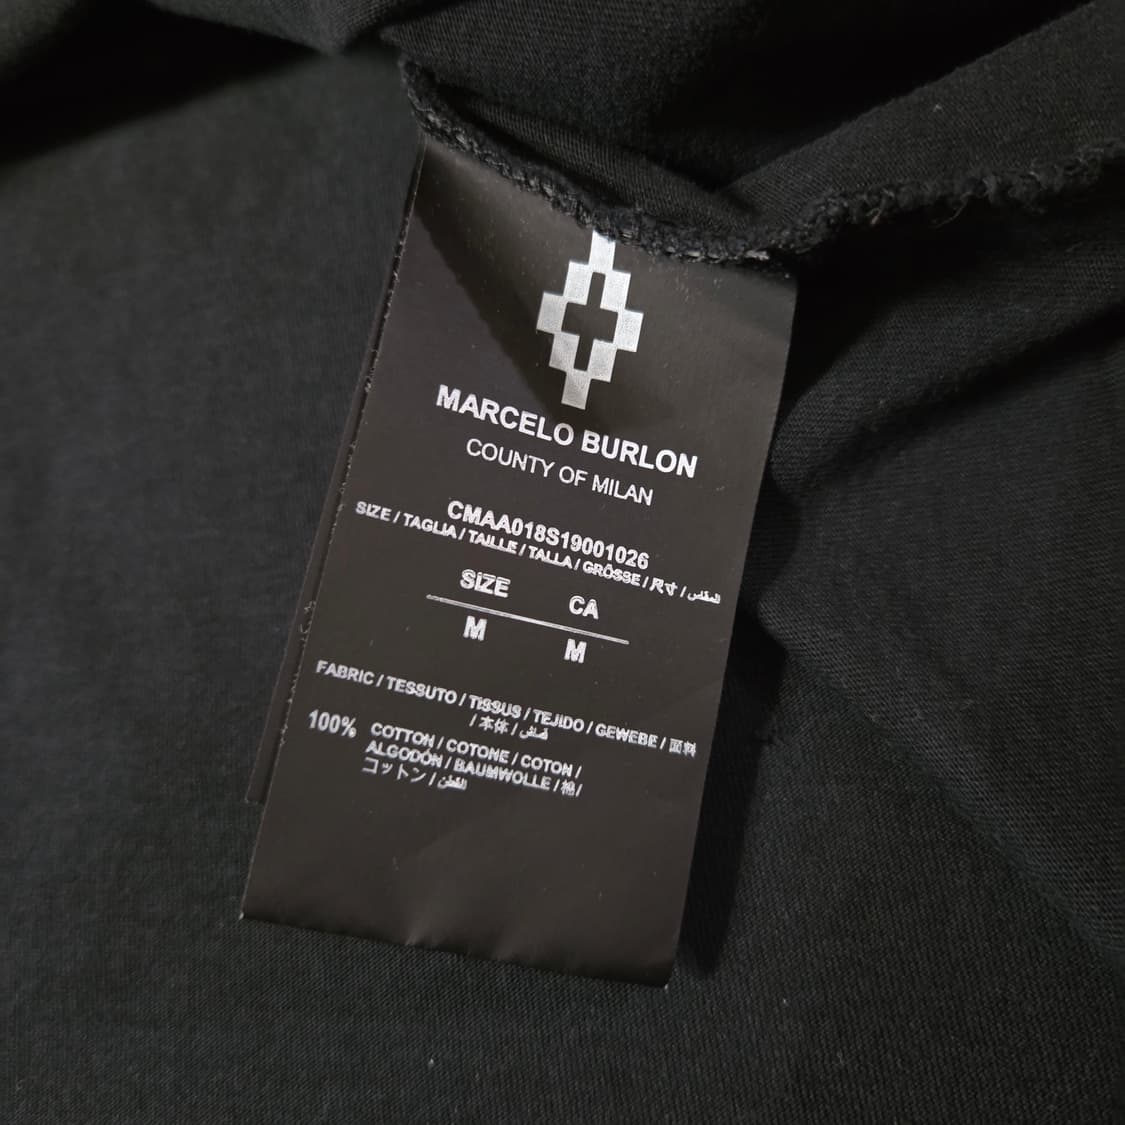 MARCELO BURLON
COUNTY OF MILAN
CMAA018S19001026
SIZE / TAGLIA / TAILLE / TALLA / GRÖSSE / 尺寸 / المقاس
SIZE CA
M M
FABRIC / TESSUTO / TISSUS / TEJIDO / GEWEBE / 面料
/ 本体 / قماش
100% COTTON / COTONE / COTON /
ALGODÓN / BAUMWOLLE / 棉 /
コットン / القطن